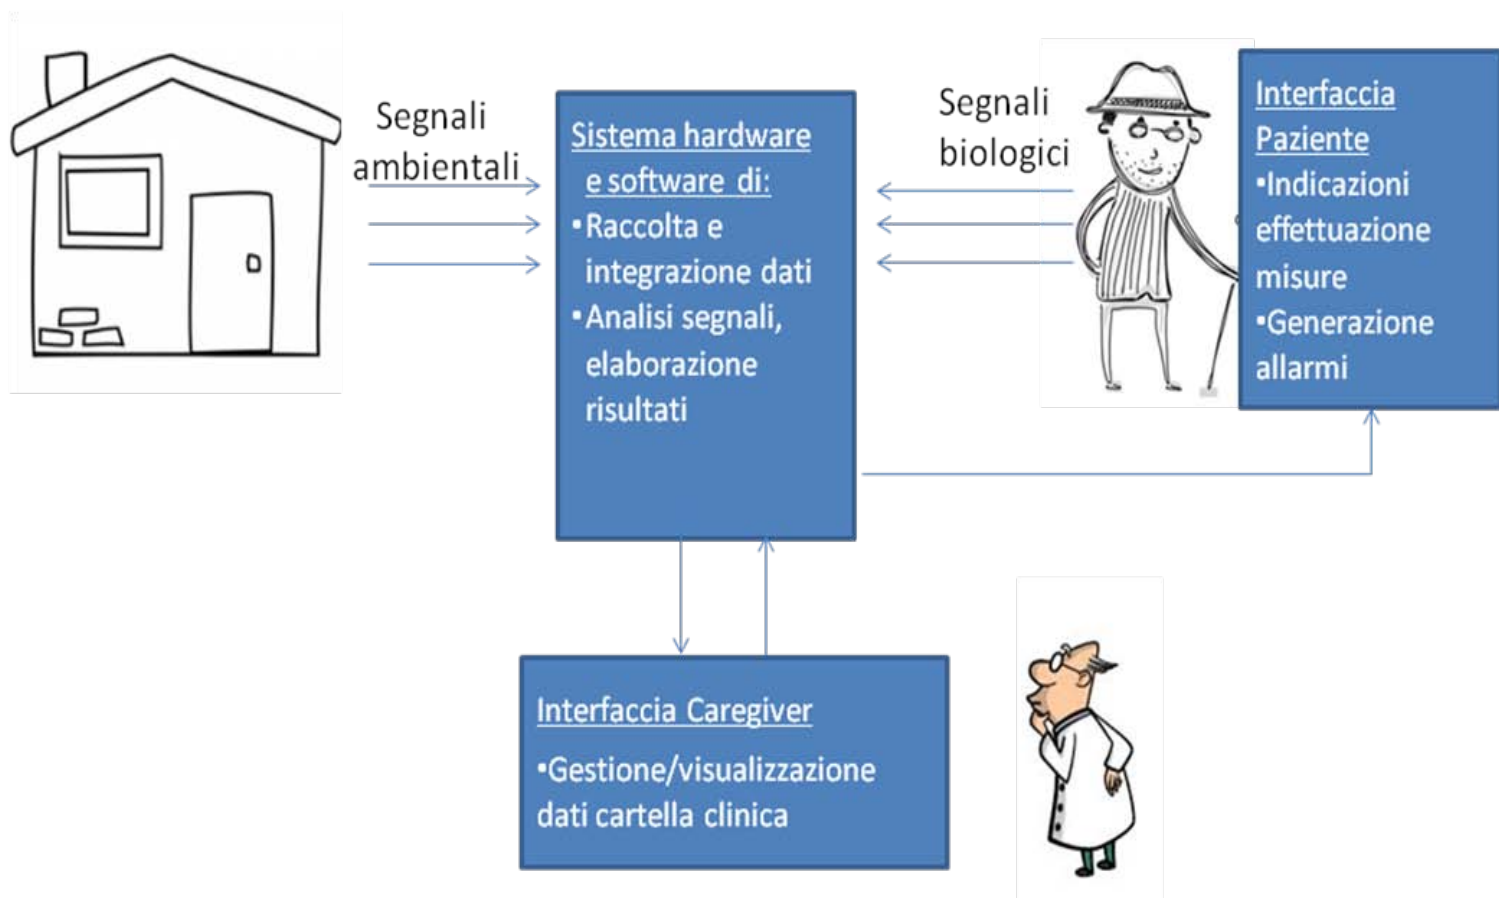 Segnali
ambientali
Sistema hardware
e software di:
▪Raccolta e
integrazione dati
▪Analisi segnali,
elaborazione
risultati
Segnali
biologici
Interfaccia
Paziente
▪Indicazioni
effettuazione
misure
▪Generazione
allarmi
Interfaccia Caregiver
▪Gestione/visualizzazione
dati cartella clinica